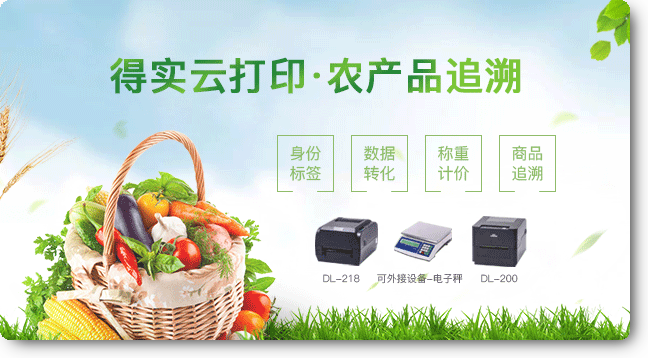 得实云打印·农产品追溯
身份 数据 称重 商品
标签 转化 计价 追溯
DL-218 可外接设备-电子秤 DL-200